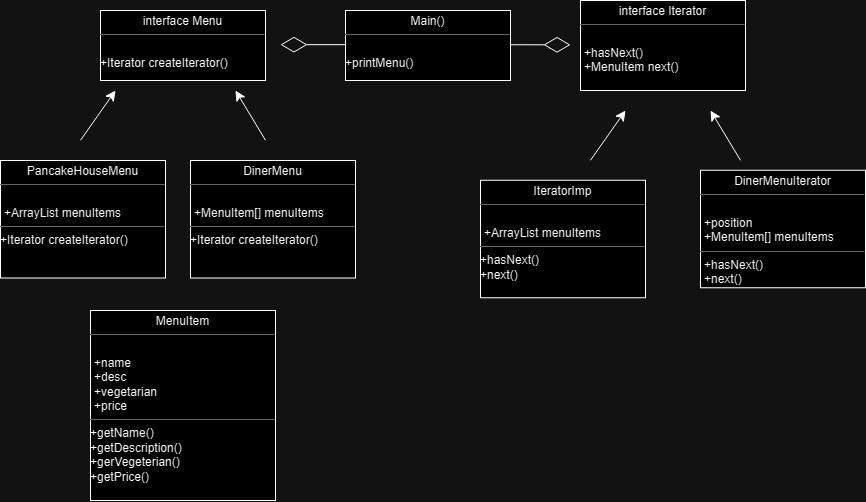 interface Menu
+Iterator createIterator()
Main()
+printMenu()
interface Iterator
+hasNext()
+MenuItem next()
PancakeHouseMenu
+ArrayList menuItems
+Iterator createIterator()
DinerMenu
+MenuItem[] menuItems
+Iterator createIterator()
IteratorImp
+ArrayList menuItems
+hasNext()
+next()
DinerMenuIterator
+position
+MenuItem[] menuItems
+hasNext()
+next()
MenuItem
+name
+desc
+vegetarian
+price
+getName()
+getDescription()
+gerVegeterian()
+getPrice()